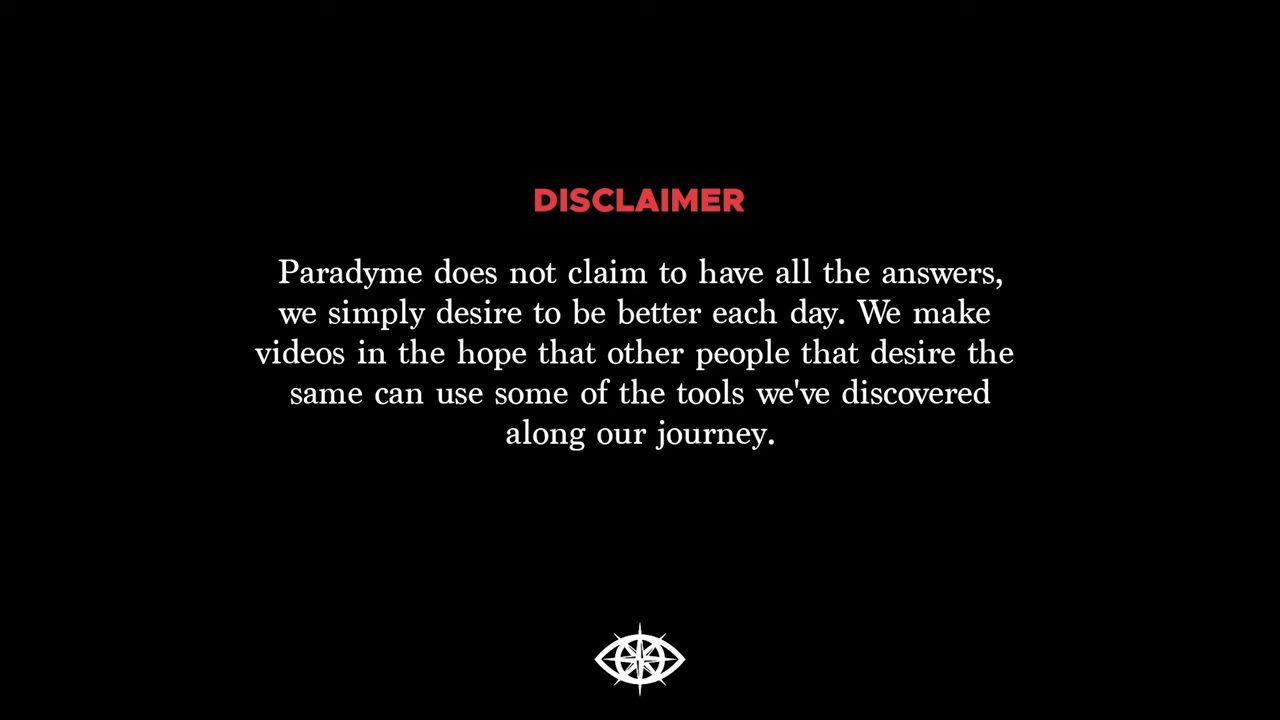 DISCLAIMER
Paradyme does not claim to have all the answers,
we simply desire to be better each day. We make
videos in the hope that other people that desire the
same can use some of the tools we've discovered
along our journey.